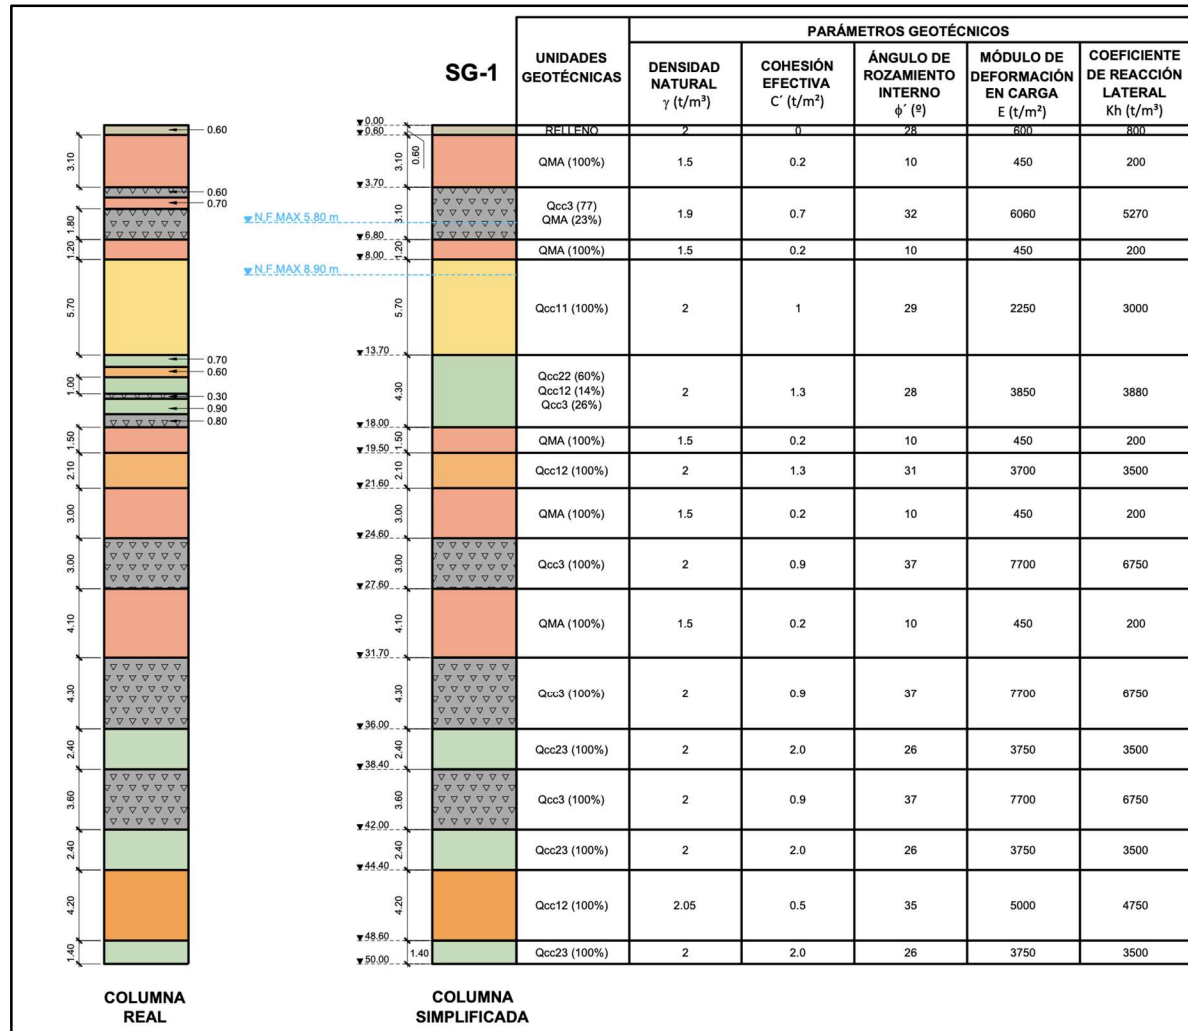 SG-1
UNIDADES
GEOTÉCNICAS
PARÁMETROS GEOTÉCNICOS
DENSIDAD
NATURAL
γ (t/m³)
COHESIÓN
EFECTIVA
C´ (t/m²)
ÁNGULO DE
ROZAMIENTO
INTERNO
ϕ´ (º)
MÓDULO DE
DEFORMACIÓN
EN CARGA
E (t/m²)
COEFICIENTE
DE REACCIÓN
LATERAL
Kh (t/m³)
0.60
3.10
0.60
0.70
1.80
1.20
5.70
0.70
0.60
1.00
0.30
0.90
0.80
1.50
2.10
3.00
3.00
4.10
4.30
2.40
3.60
2.40
4.20
1.40
COLUMNA
REAL
N.F.MAX 5.80 m
N.F.MAX 8.90 m
0.00
0.60
0.60
3.10
3.70
3.10
6.80
1.20
8.00
5.70
13.70
4.30
18.00
1.50
19.50
2.10
21.60
3.00
24.60
3.00
27.60
4.10
31.70
4.30
36.00
2.40
38.40
3.60
42.00
2.40
44.40
4.20
48.60
1.40
50.00
COLUMNA
SIMPLIFICADA
RELLENO 2 0 28 600 800
QMA (100%) 1.5 0.2 10 450 200
Qcc3 (77)
QMA (23%) 1.9 0.7 32 6060 5270
QMA (100%) 1.5 0.2 10 450 200
Qcc11 (100%) 2 1 29 2250 3000
Qcc22 (60%)
Qcc12 (14%) 2 1.3 28 3850 3880
Qcc3 (26%)
QMA (100%) 1.5 0.2 10 450 200
Qcc12 (100%) 2 1.3 31 3700 3500
QMA (100%) 1.5 0.2 10 450 200
Qcc3 (100%) 2 0.9 37 7700 6750
QMA (100%) 1.5 0.2 10 450 200
Qcc3 (100%) 2 0.9 37 7700 6750
Qcc23 (100%) 2 2.0 26 3750 3500
Qcc3 (100%) 2 0.9 37 7700 6750
Qcc23 (100%) 2 2.0 26 3750 3500
Qcc12 (100%) 2.05 0.5 35 5000 4750
Qcc23 (100%) 2 2.0 26 3750 3500